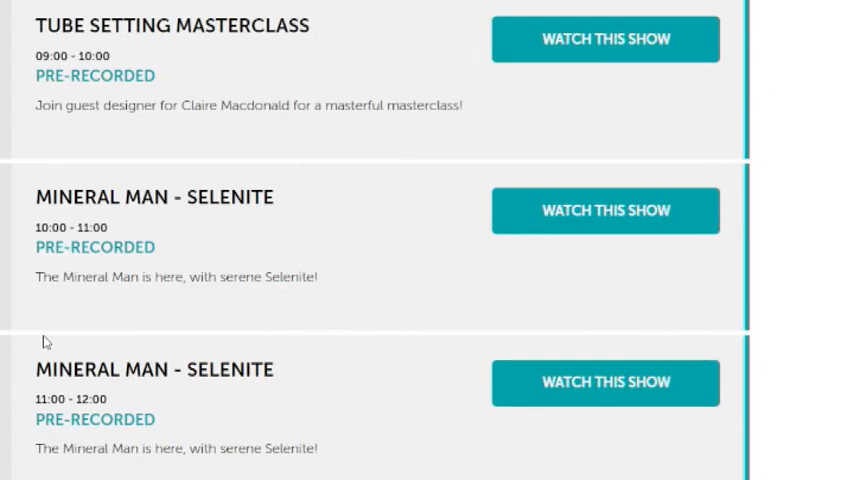 TUBE SETTING MASTERCLASS
WATCH THIS SHOW
09:00 - 10:00
PRE-RECORDED
Join guest designer for Claire Macdonald for a masterful masterclass!
MINERAL MAN - SELENITE
WATCH THIS SHOW
10:00 - 11:00
PRE-RECORDED
The Mineral Man is here, with serene Selenite!
MINERAL MAN - SELENITE
WATCH THIS SHOW
11:00 - 12:00
PRE-RECORDED
The Mineral Man is here, with serene Selenite!